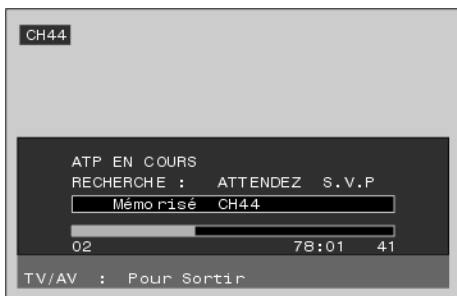 CH44
ATP EN COURS
RECHERCHE : ATTENDEZ S.V.P
Mémorisé CH44
02 78:01 41
TV/AV : Pour Sortir